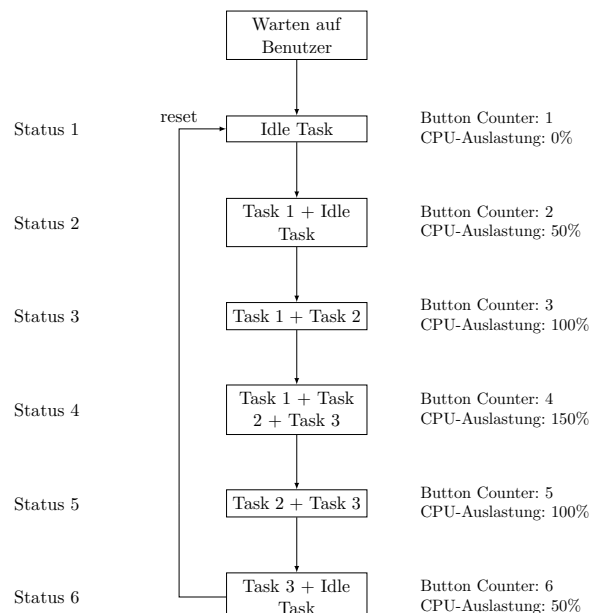 Warten auf
Benutzer
reset
Status 1
Idle Task
Button Counter: 1
CPU-Auslastung: 0%
Status 2
Task 1 + Idle
Task
Button Counter: 2
CPU-Auslastung: 50%
Status 3
Task 1 + Task 2
Button Counter: 3
CPU-Auslastung: 100%
Status 4
Task 1 + Task
2 + Task 3
Button Counter: 4
CPU-Auslastung: 150%
Status 5
Task 2 + Task 3
Button Counter: 5
CPU-Auslastung: 100%
Status 6
Task 3 + Idle
Task
Button Counter: 6
CPU-Auslastung: 50%